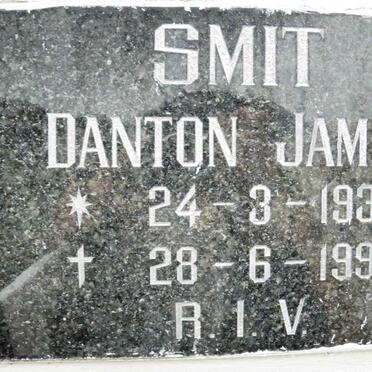 SMIT
DANTON JAM
* 24-3-193
† 28-6-199
R.I.V.